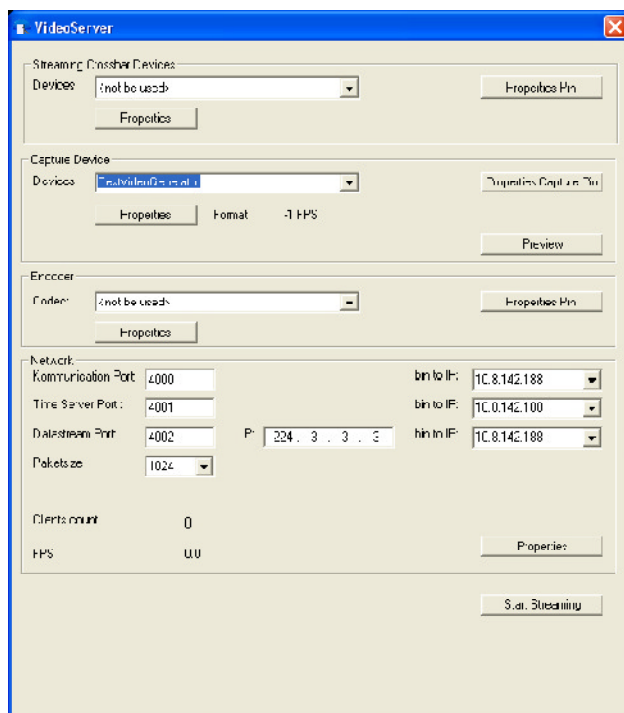 VideoServer
Streaming Crossbar Devices
Devices <not be used> Properties Pin
Properties
Capture Device
Devices TestVideoGenerator Properties Capture Pin
Properties Format -1 FPS
Preview
Encoder
Codec: <not be used> Properties Pin
Properties
Network
Kommunication Port: 4000 bin to IP: 10.8.142.188
Time Server Port: 4001 bin to IP:
Datastream Port: 4002 IP: 224 . 3 . 3 . 3 bin to IP: 10.8.142.188
Paketsize 1024
Clients count 0
FPS 0.0 Properties
Start Streaming